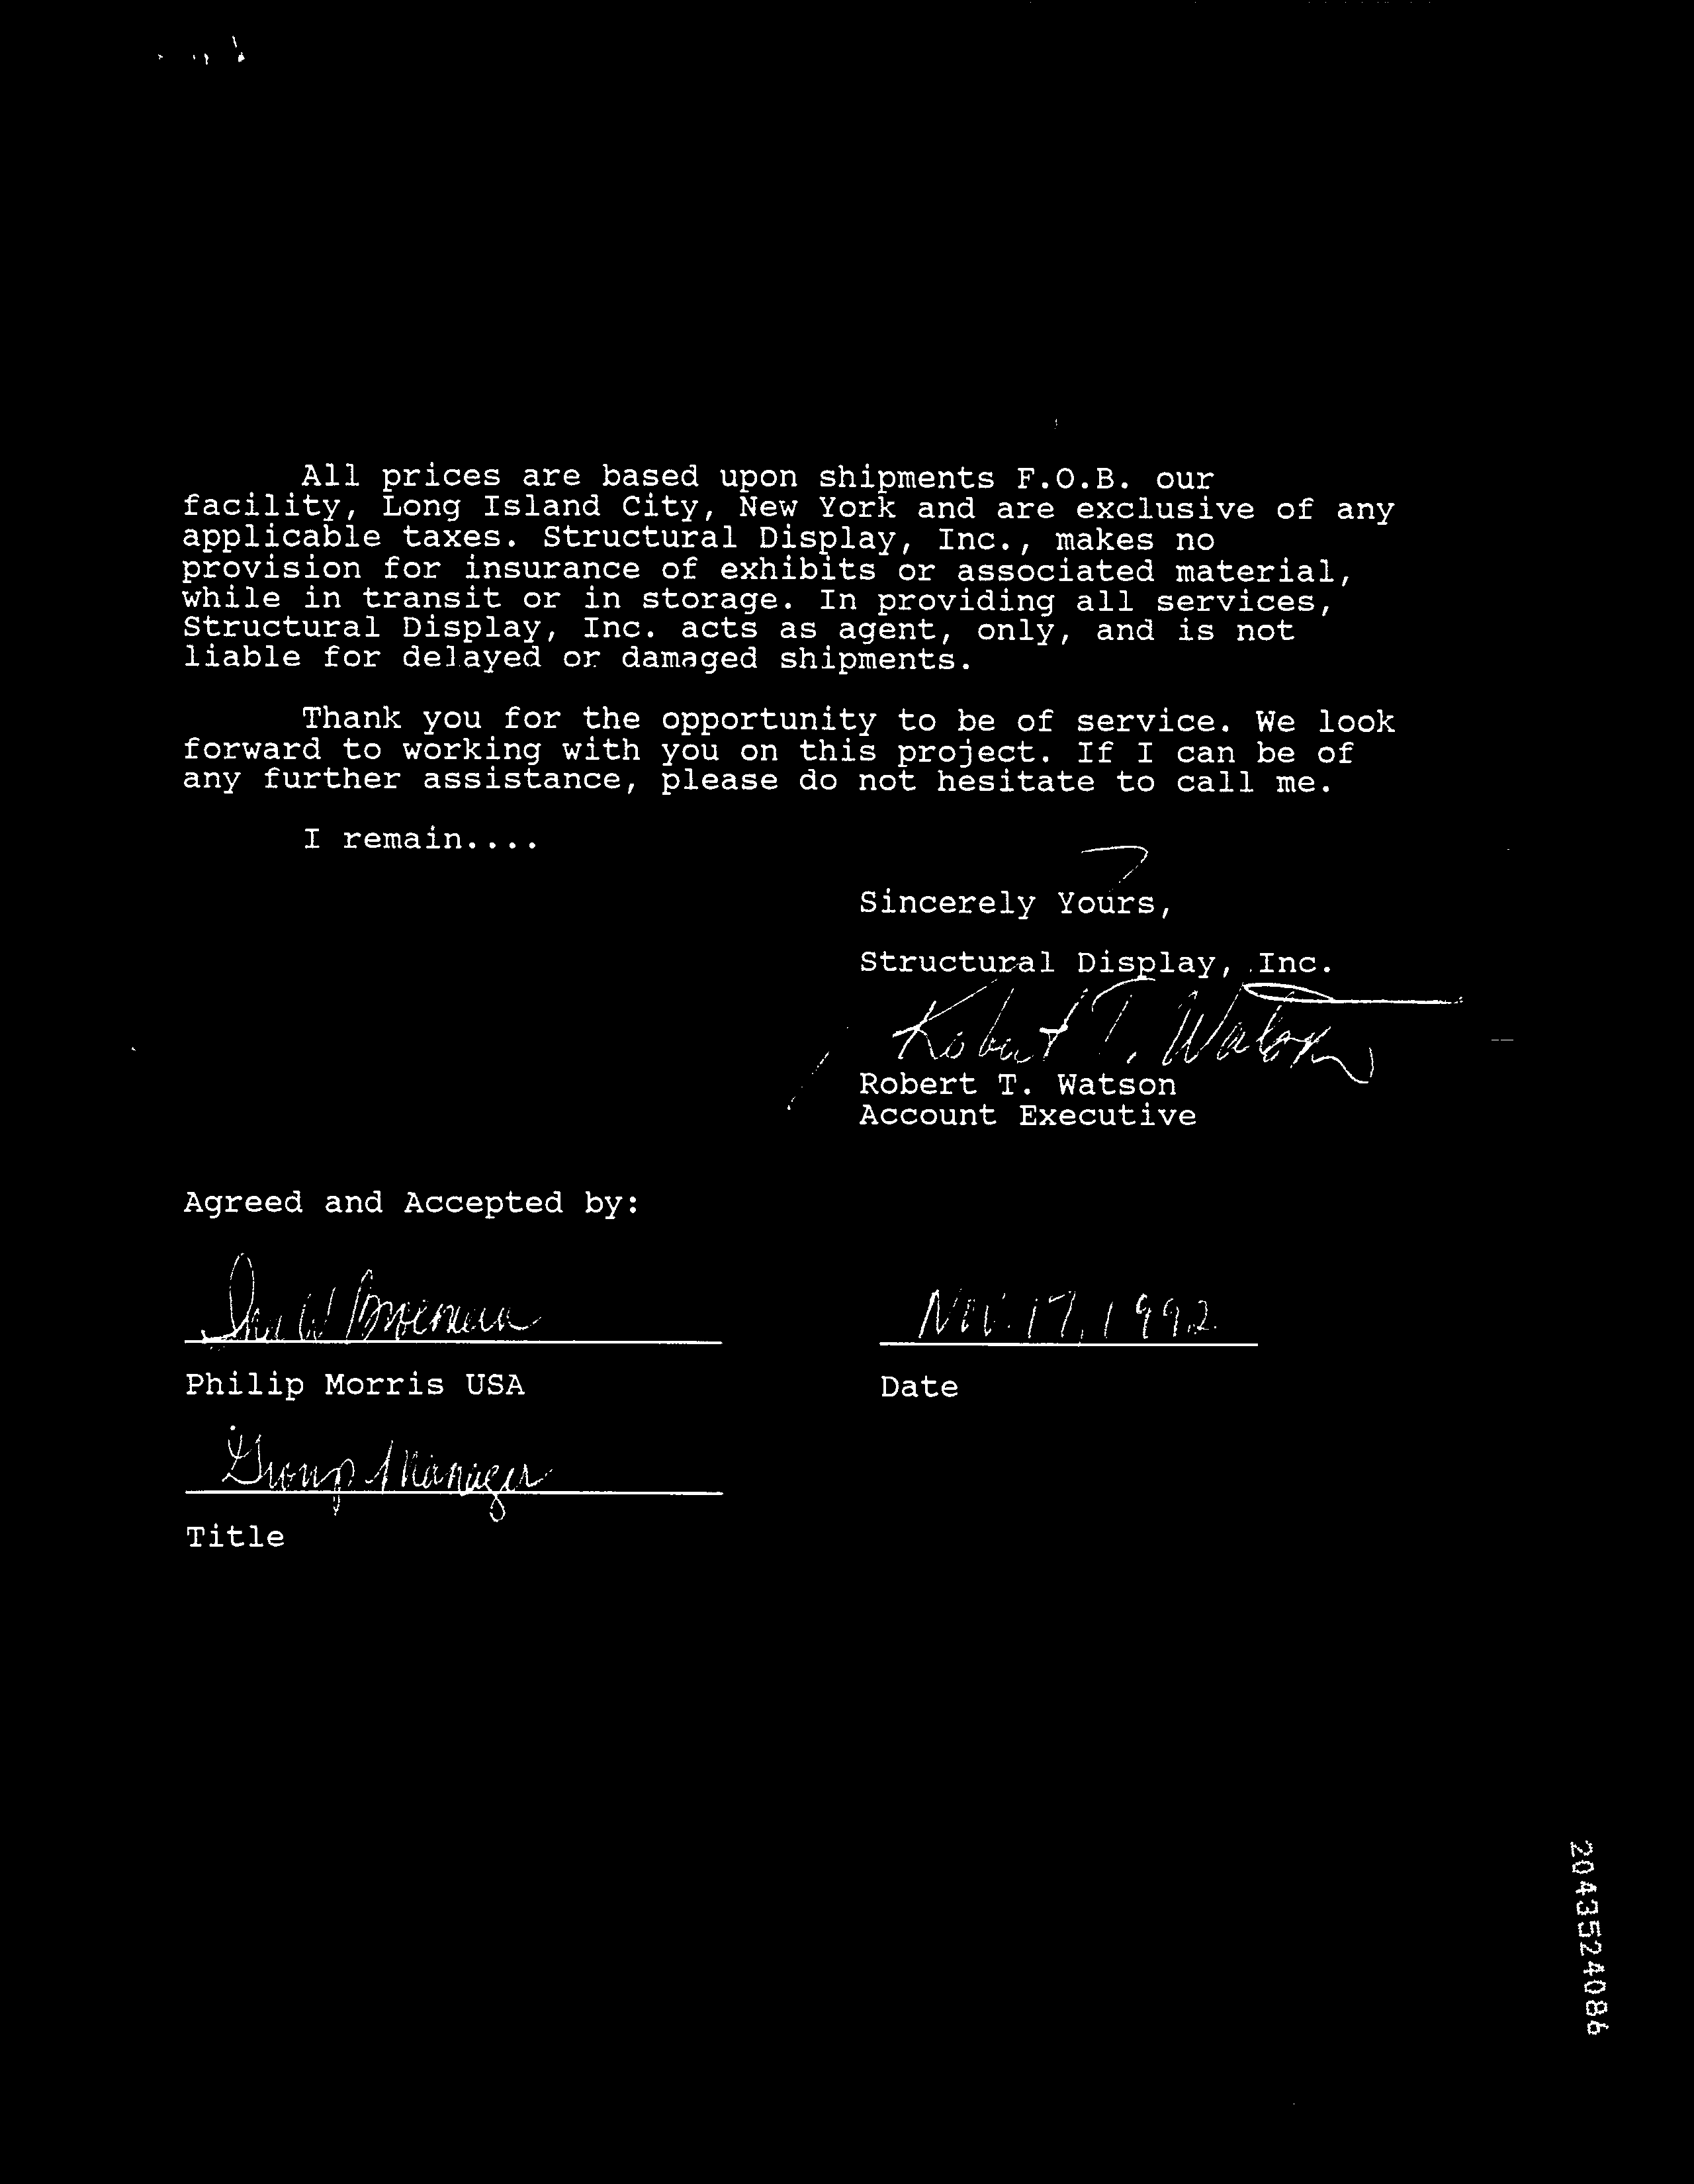 All prices are based upon shipments F.O.B. our
facility, Long Island City, New York and are exclusive of any
applicable taxes. Structural Display, Inc., makes no
provision for insurance of exhibits or associated material,
while in transit or in storage. In providing all services,
Structural Display, Inc. acts as agent, only, and is not
liable for delayed or damaged shipments.
Thank you for the opportunity to be of service. We look
forward to working with you on this project. If I can be of
any further assistance, please do not hesitate to call me.
I remain....
Sincerely Yours,
Structural Display, Inc.
Robert T. Watson
Robert T. Watson
Account Executive
Agreed and Accepted by:
Nov. 17, 1992
Philip Morris USA Date
Group Manager
Title
2043524086